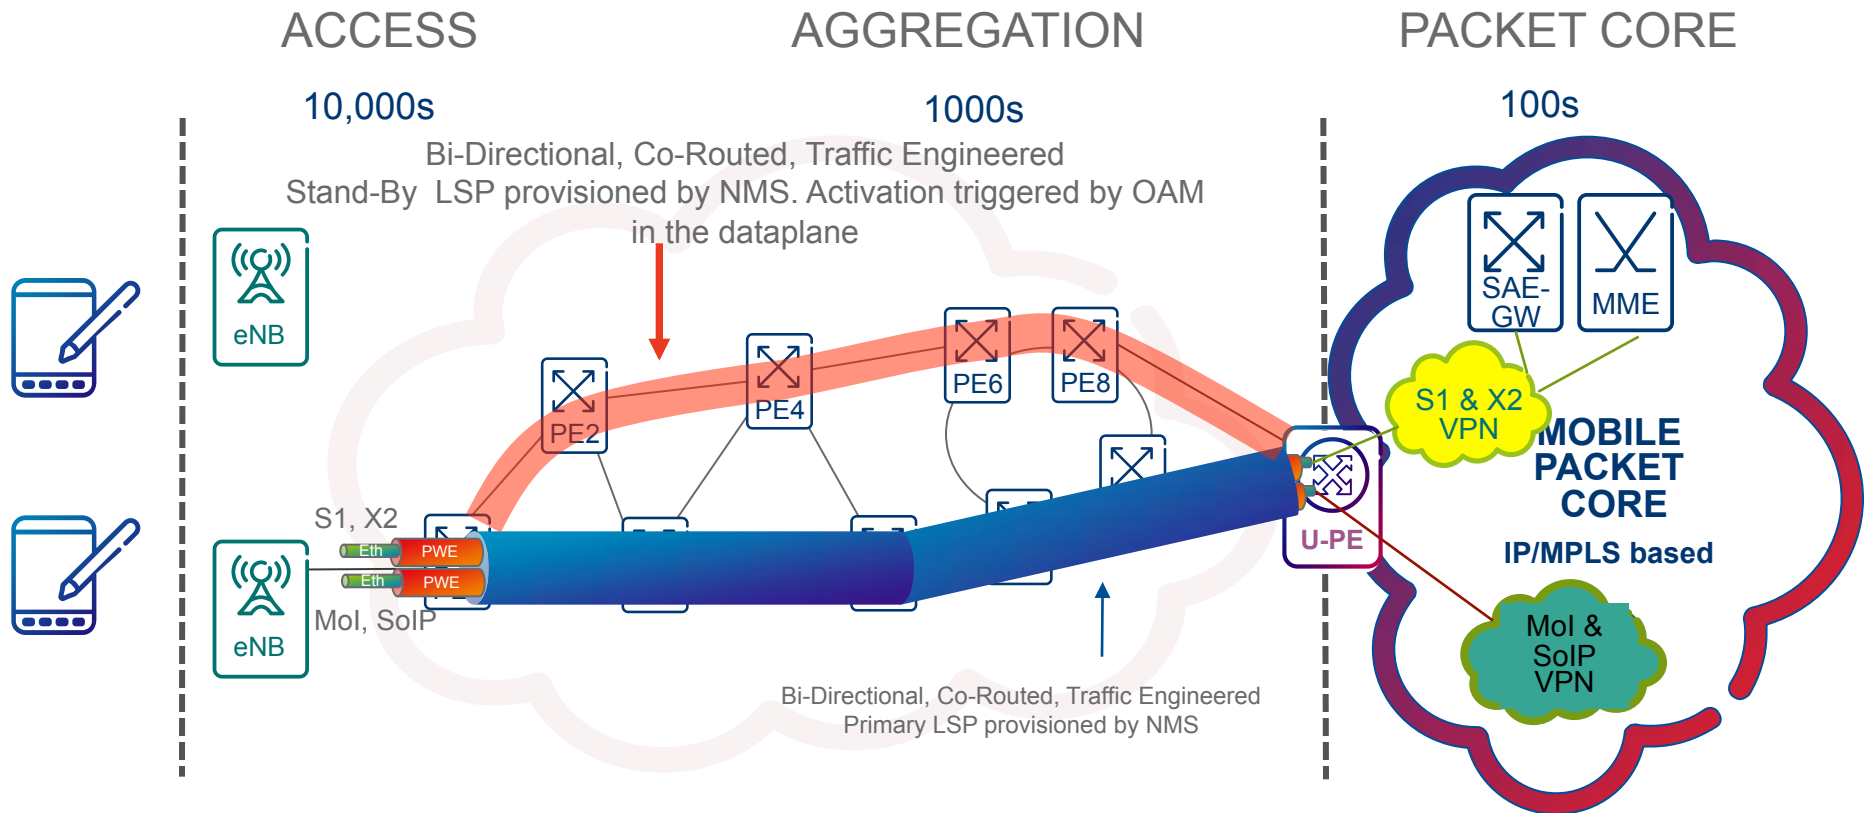 ACCESS
AGGREGATION
PACKET CORE
10,000s
1000s
100s
Bi-Directional, Co-Routed, Traffic Engineered
Stand-By LSP provisioned by NMS. Activation triggered by OAM
in the dataplane
eNB
PE2
PE4
PE6
PE8
SAE-
GW
MME
S1 & X2
VPN
MOBILE
PACKET
CORE
IP/MPLS based
S1, X2
Eth
PWE
Eth
PWE
MoI, SoIP
eNB
U-PE
MoI &
SoIP
VPN
Bi-Directional, Co-Routed, Traffic Engineered
Primary LSP provisioned by NMS